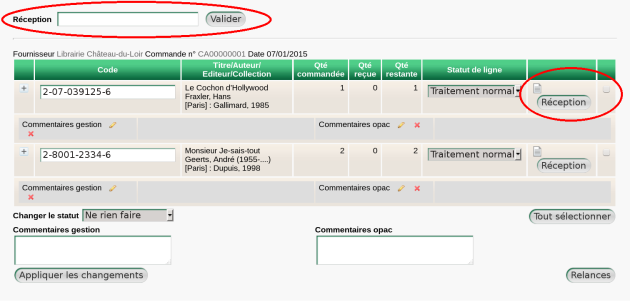 Réception Valider
Fournisseur Librairie Château-du-Loir Commande n° CA00000001 Date 07/01/2015
Code Titre/Auteur/Editeur/Collection Qté commandée Qté reçue Qté restante Statut de ligne
+ 2-07-039125-6 Le Cochon d'Hollywood 1 0 1 Traitement normal
Fraxler, Hans Réception
[Paris] : Gallimard, 1985
Commentaires gestion Commentaires opac
+ 2-8001-2334-6 Monsieur Je-sais-tout 2 0 2 Traitement normal
Geerts, André (1955-....) Réception
[Paris] : Dupuis, 1998
Commentaires gestion Commentaires opac
Changer le statut Ne rien faire Tout sélectionner
Commentaires gestion Commentaires opac
Appliquer les changements Relances